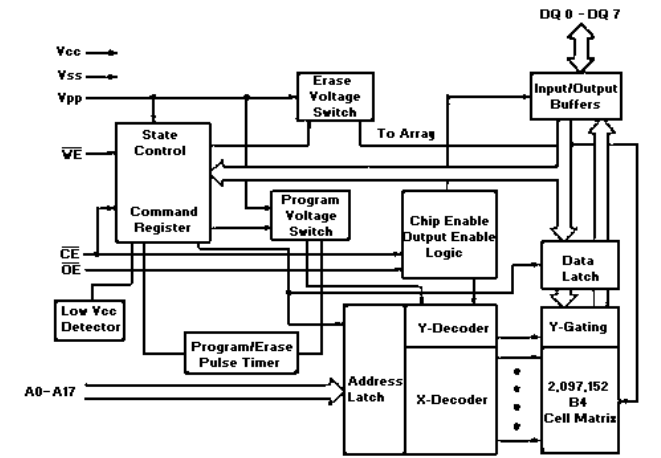 DQ 0 - DQ 7
Vcc
Vss
Vpp
Erase
Voltage
Switch
Input/Output
Buffers
To Array
State
Control
WE
Command
Register
Program
Voltage
Switch
Chip Enable
Output Enable
Logic
CE
OE
Data
Latch
Low Vcc
Detector
Program/Erase
Pulse Timer
Y-Decoder
Y-Gating
A0-A17
Address
Latch
X-Decoder
2,097,152
B4
Cell Matrix